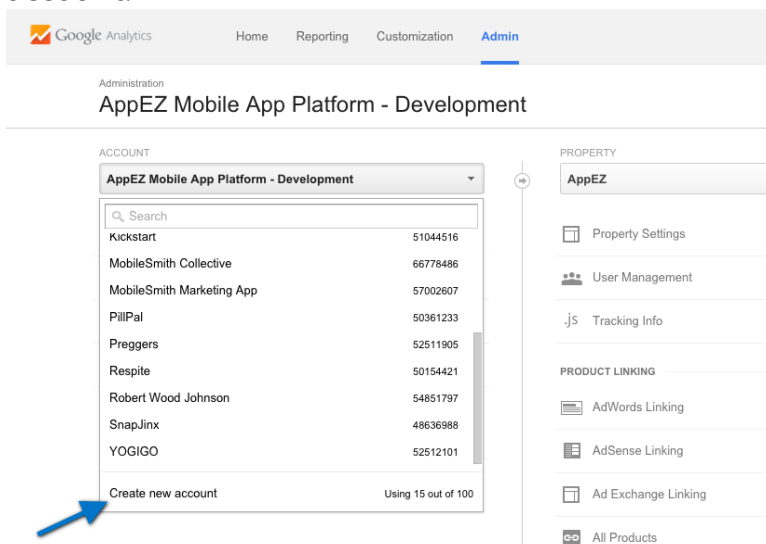 Google Analytics
Home Reporting Customization Admin
Administration
AppEZ Mobile App Platform - Development
ACCOUNT
AppEZ Mobile App Platform - Development
Search
Kickstart 51044516
MobileSmith Collective 66778486
MobileSmith Marketing App 57002607
PillPal 50361233
Preggers 52511905
Respite 50154421
Robert Wood Johnson 54851797
SnapJinx 48636988
YOGIGO 52512101
Create new account Using 15 out of 100
PROPERTY
AppEZ
Property Settings
User Management
.js Tracking Info
PRODUCT LINKING
AdWords Linking
AdSense Linking
Ad Exchange Linking
All Products